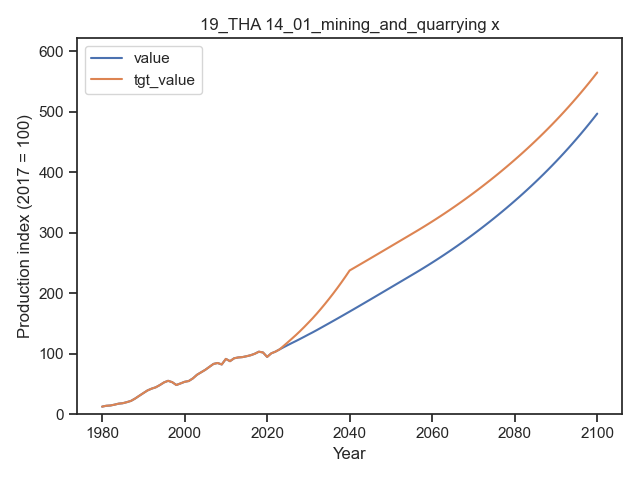 19_THA 14_01_mining_and_quarrying x
value
tgt_value
600
500
400
300
200
100
0
Production index (2017 = 100)
1980 2000 2020 2040 2060 2080 2100
Year